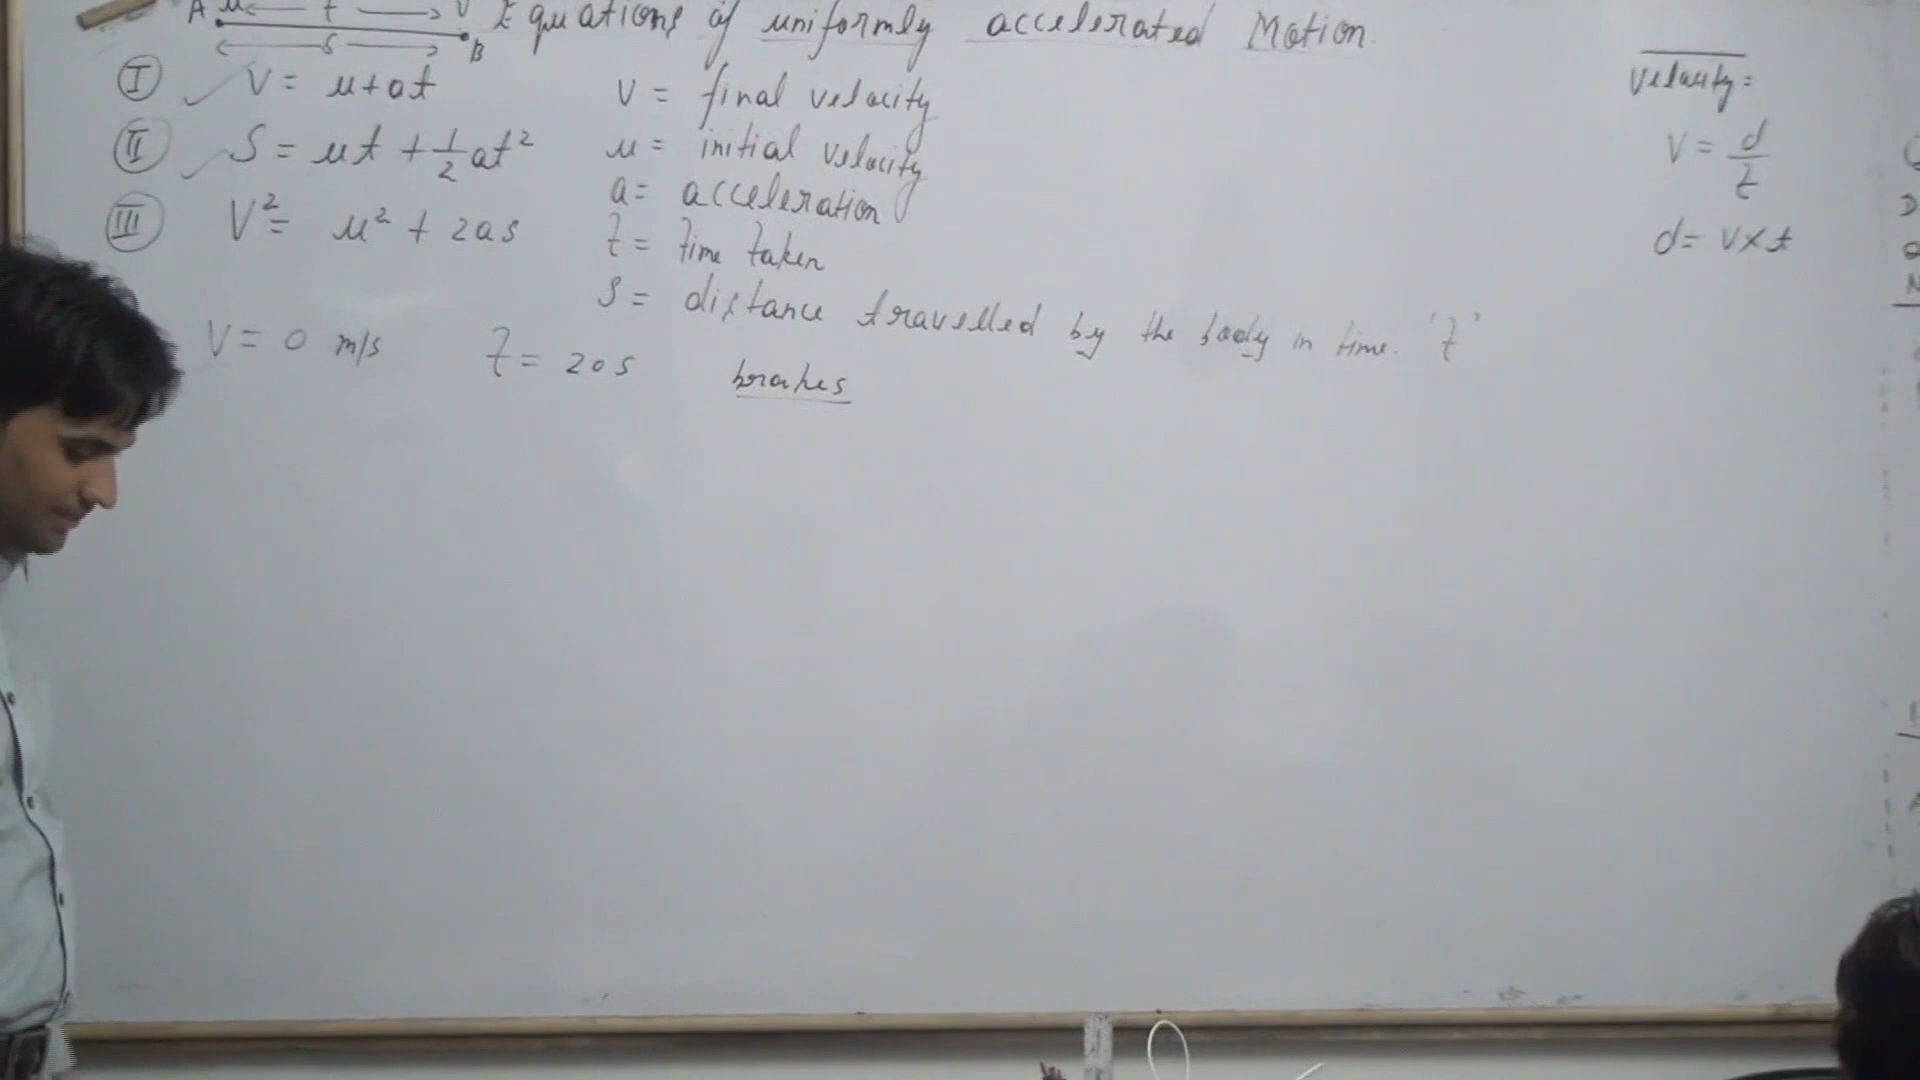 A u t v Equations of uniformly accelerated Motion
S B
I V = u + at
II S = ut + 1/2 at²
III V² = u² + 2as
V = final velocity
u = initial velocity
a = acceleration
t = time taken
S = distance travelled by the body in time. 't'
V = 0 m/s t = 20s brakes
velocity =
V = d/t
d = v × t